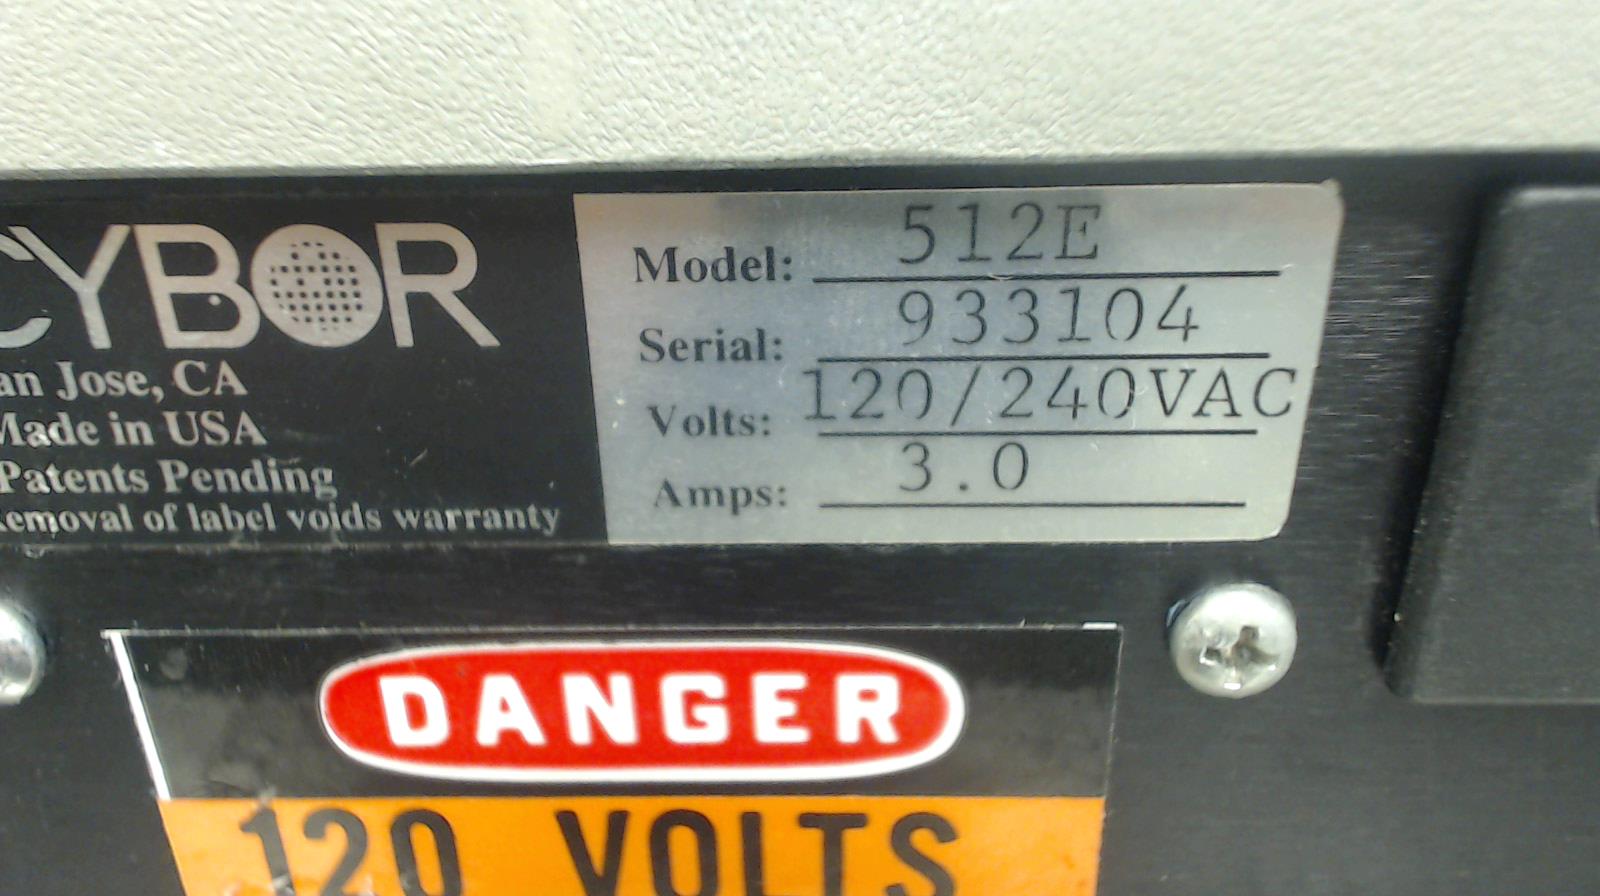 CYBOR
an Jose, CA
Made in USA
Patents Pending
Removal of label voids warranty
Model: 512E
Serial: 933104
Volts: 120/240VAC
Amps: 3.0
DANGER
120 VOLTS